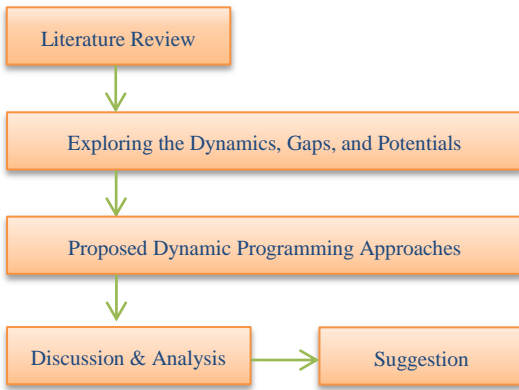 Literature Review
Exploring the Dynamics, Gaps, and Potentials
Proposed Dynamic Programming Approaches
Discussion & Analysis
Suggestion